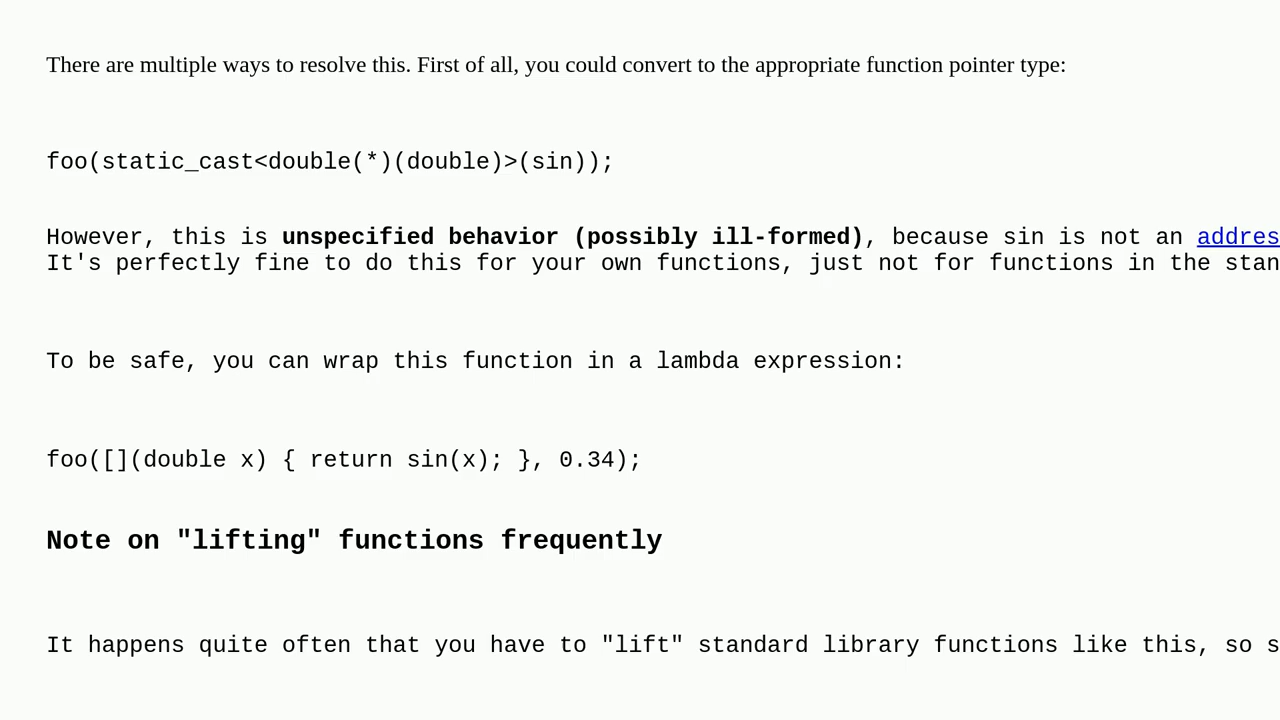 There are multiple ways to resolve this. First of all, you could convert to the appropriate function pointer type:
foo(static_cast<double(*)(double)>(sin));
However, this is unspecified behavior (possibly ill-formed), because sin is not an addres
It's perfectly fine to do this for your own functions, just not for functions in the stan
To be safe, you can wrap this function in a lambda expression:
foo([](double x) { return sin(x); }, 0.34);
Note on "lifting" functions frequently
It happens quite often that you have to "lift" standard library functions like this, so s